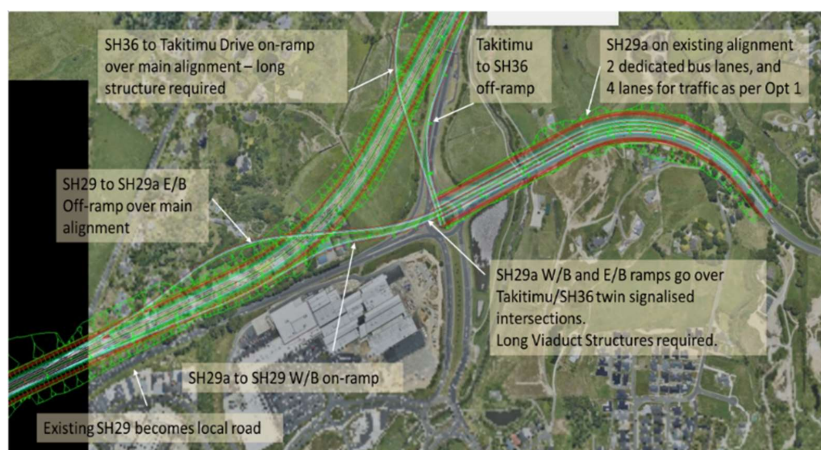 SH36 to Takitimu Drive on-ramp
over main alignment – long
structure required
Takitimu
to SH36
off-ramp
SH29a on existing alignment
2 dedicated bus lanes, and
4 lanes for traffic as per Opt 1
SH29 to SH29a E/B
Off-ramp over main
alignment
SH29a W/B and E/B ramps go over
Takitimu/SH36 twin signalised
intersections.
Long Viaduct Structures required.
SH29a to SH29 W/B on-ramp
Existing SH29 becomes local road